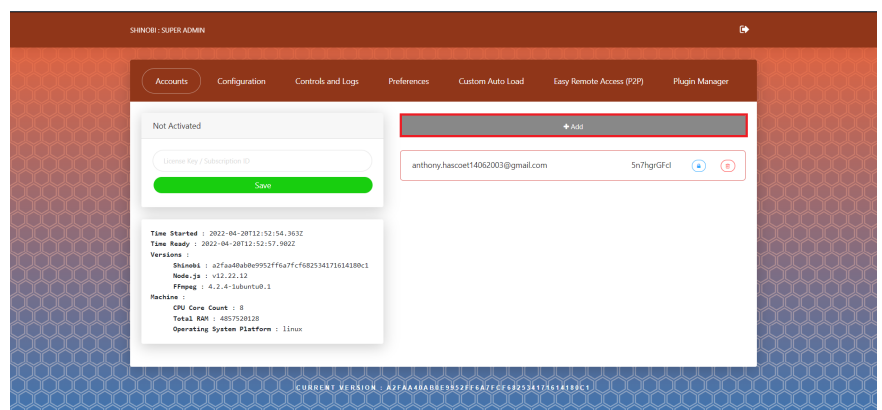 SHINOBI : SUPER ADMIN
Accounts Configuration Controls and Logs Preferences Custom Auto Load Easy Remote Access (P2P) Plugin Manager
Not Activated
License Key / Subscription ID
Save
Time Started : 2022-04-20T12:52:54.363Z
Time Ready : 2022-04-20T12:52:57.902Z
Versions :
Shinobi : a2faa40ab0e9952ff6a7fcf682534171614180c1
Node.js : v12.22.12
FFmpeg : 4.2.4-1ubuntu0.1
Machine :
CPU Core Count : 8
Total RAM : 4857520128
Operating System Platform : linux
+ Add
anthony.hascoet14062003@gmail.com 5n7hgrGFcl
CURRENT VERSION : A2FAA40AB0E9952FF6A7FCF682534171614180C1